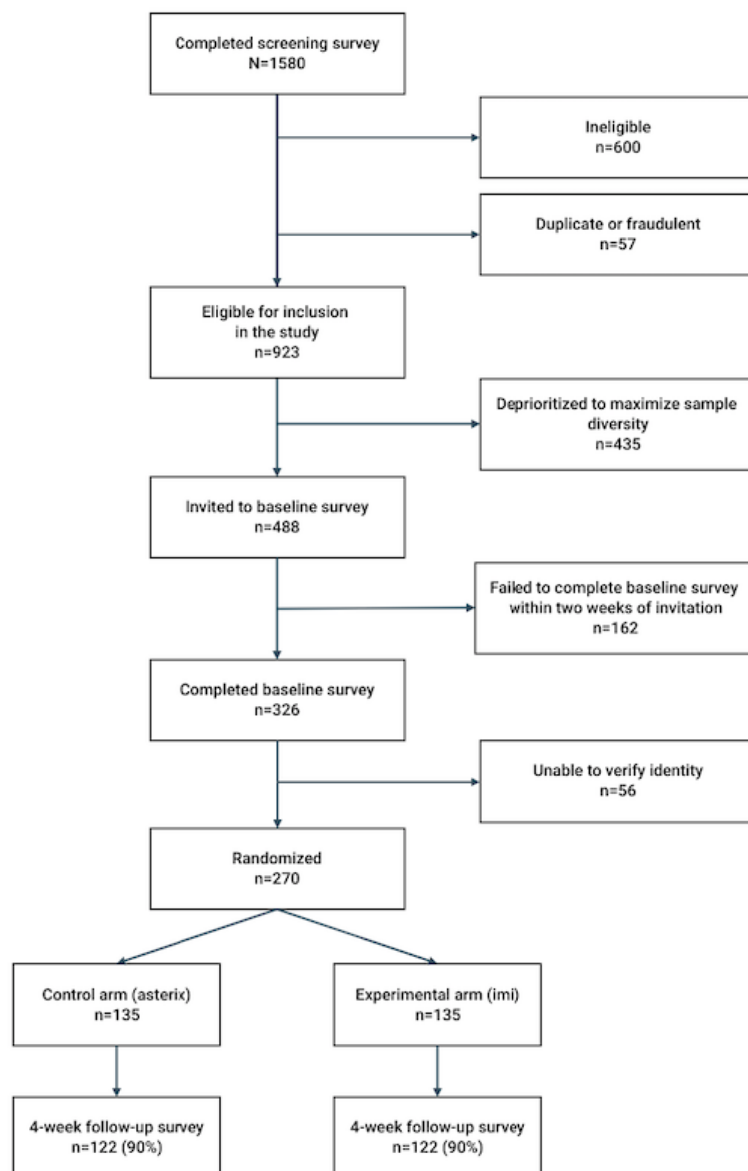 Completed screening survey
N=1580
Ineligible
n=600
Duplicate or fraudulent
n=57
Eligible for inclusion
in the study
n=923
Deprioritized to maximize sample
diversity
n=435
Invited to baseline survey
n=488
Failed to complete baseline survey
within two weeks of invitation
n=162
Completed baseline survey
n=326
Unable to verify identity
n=56
Randomized
n=270
Control arm (asterix)
n=135
Experimental arm (imi)
n=135
4-week follow-up survey
n=122 (90%)
4-week follow-up survey
n=122 (90%)